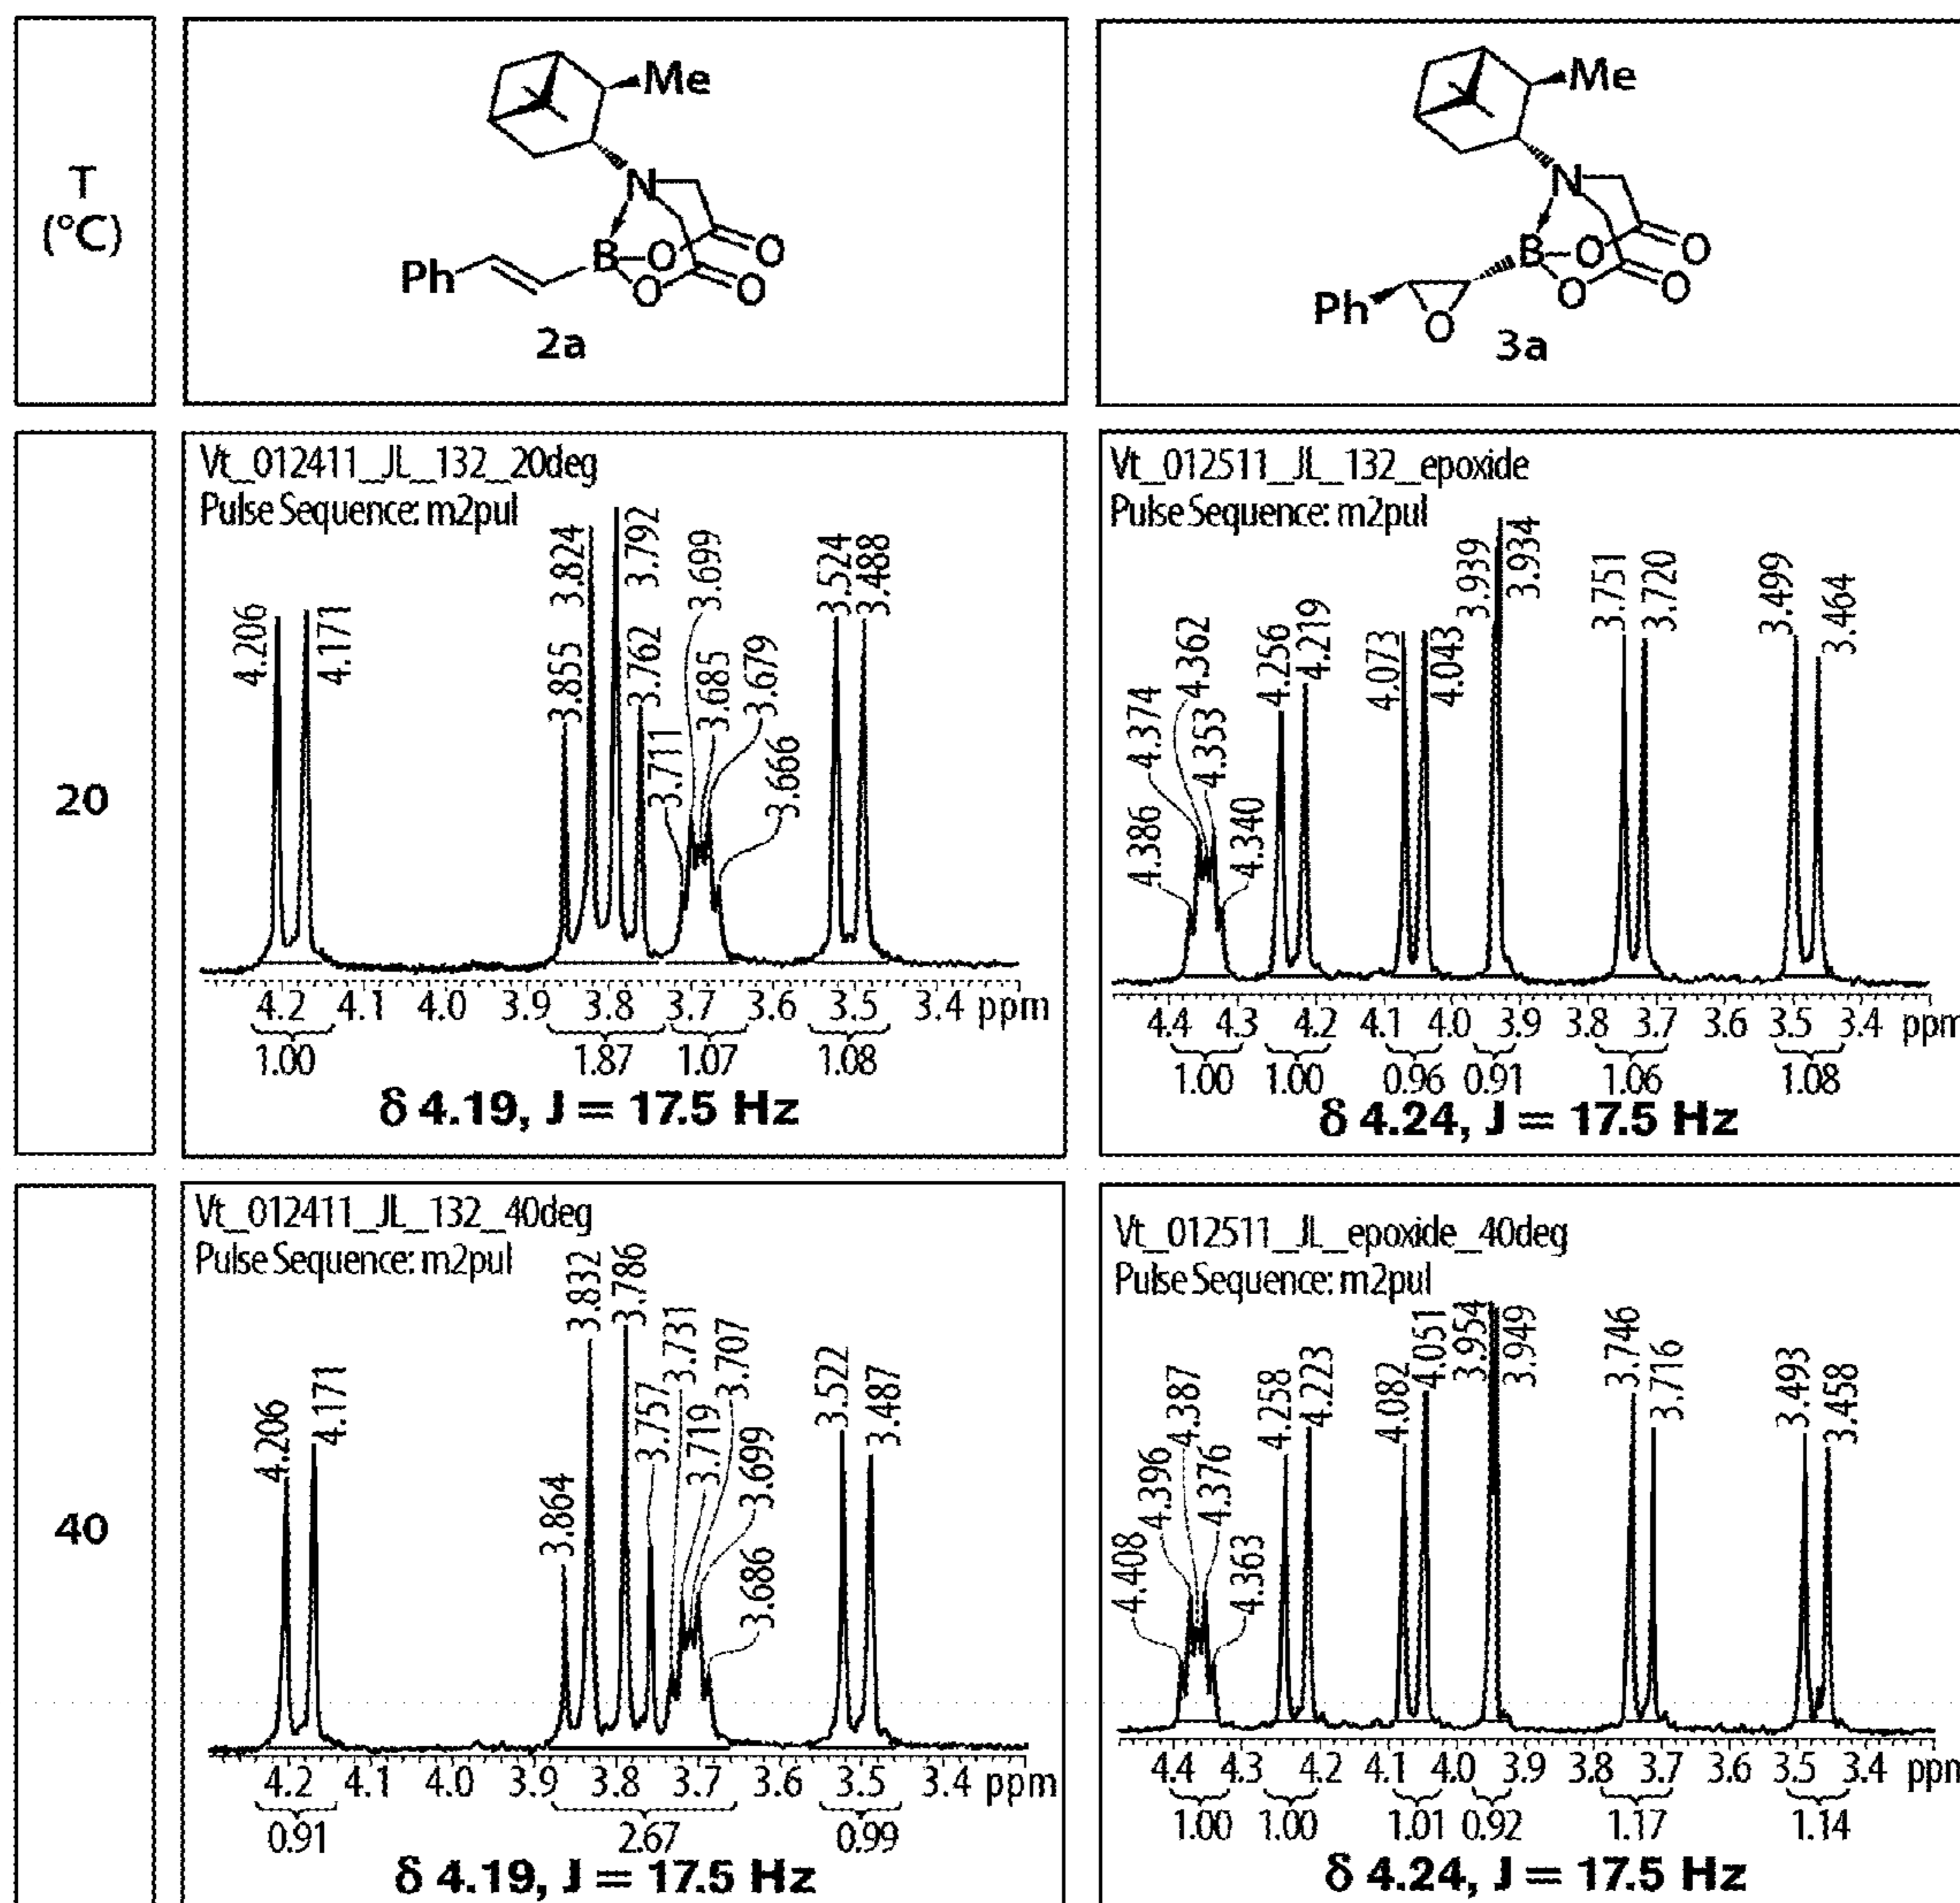 T
(°C)
Me
N
B
O
O
O
O
Ph
2a
Me
N
B
O
O
O
O
Ph
O
3a
20
Vt_012411_JL_132_20deg
Pulse Sequence: m2pul
4.206
4.171
3.855
3.824
3.792
3.762
3.711
3.699
3.685
3.679
3.666
3.524
3.488
4.2 4.1 4.0 3.9 3.8 3.7 3.6 3.5 3.4 ppm
1.00 1.87 1.07 1.08
δ 4.19, J = 17.5 Hz
Vt_012511_JL_132_epoxide
Pulse Sequence: m2pul
4.386
4.374
4.362
4.353
4.340
4.256
4.219
4.073
4.043
3.939
3.934
3.751
3.720
3.499
3.464
4.4 4.3 4.2 4.1 4.0 3.9 3.8 3.7 3.6 3.5 3.4 ppm
1.00 1.00 0.96 0.91 1.06 1.08
δ 4.24, J = 17.5 Hz
40
Vt_012411_JL_132_40deg
Pulse Sequence: m2pul
4.206
4.171
3.864
3.832
3.786
3.757
3.731
3.719
3.707
3.699
3.686
3.522
3.487
4.2 4.1 4.0 3.9 3.8 3.7 3.6 3.5 3.4 ppm
0.91 2.67 0.99
δ 4.19, J = 17.5 Hz
Vt_012511_JL_epoxide_40deg
Pulse Sequence: m2pul
4.408
4.396
4.387
4.376
4.363
4.258
4.223
4.082
4.051
3.954
3.949
3.746
3.716
3.493
3.458
4.4 4.3 4.2 4.1 4.0 3.9 3.8 3.7 3.6 3.5 3.4 ppm
1.00 1.00 1.01 0.92 1.17 1.14
δ 4.24, J = 17.5 Hz